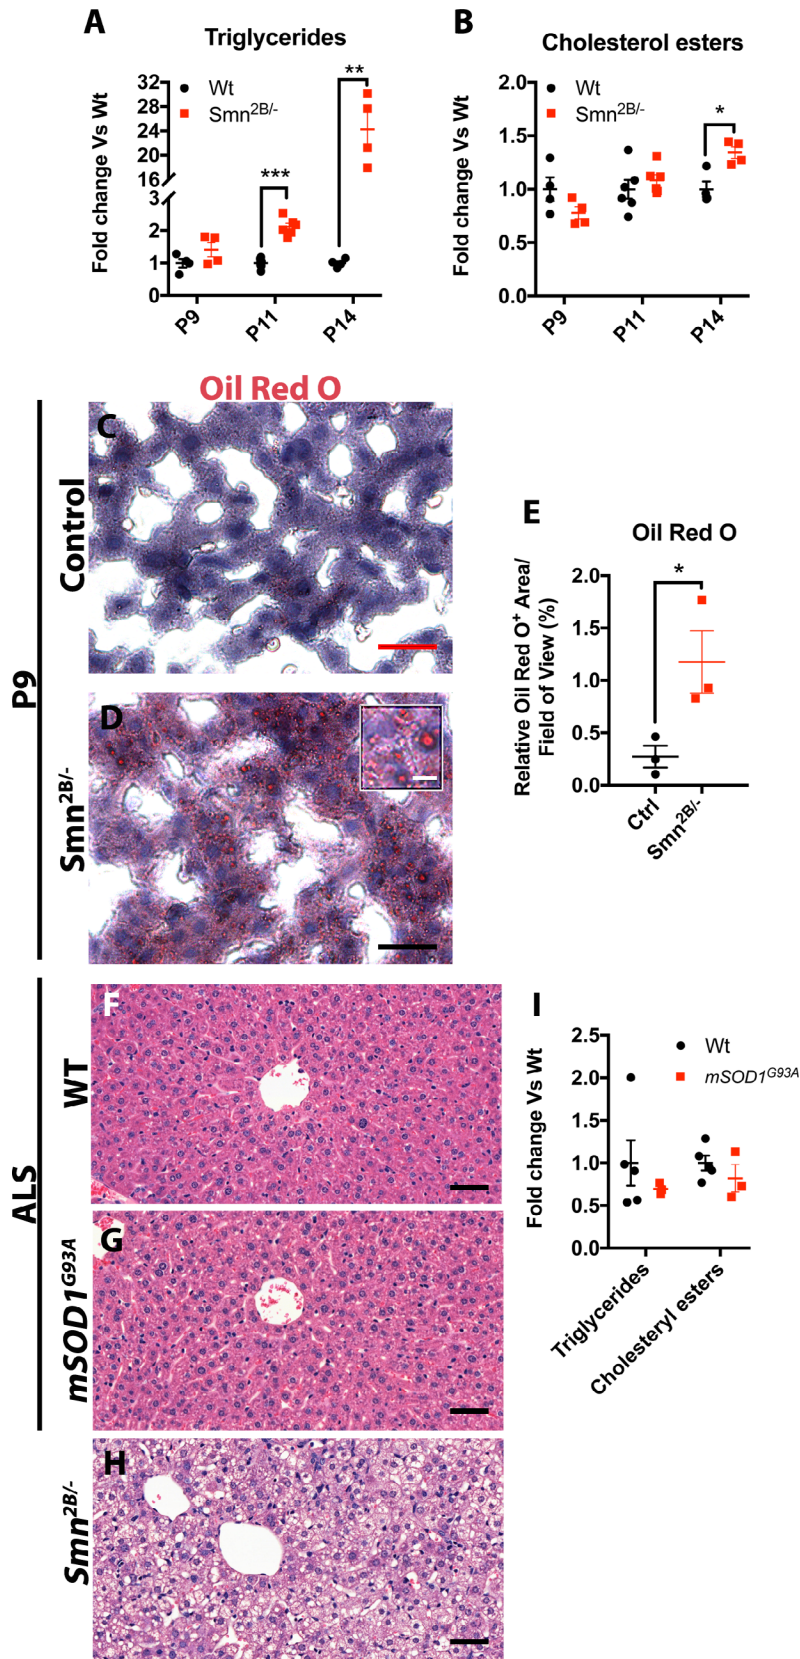 A
Triglycerides
Fold change Vs Wt
32
28
24
20
16
3
2
1
0
Wt
Smn2B/-
***
**
P9
P11
P14
B
Cholesterol esters
Fold change Vs Wt
2.0
1.5
1.0
0.5
0.0
Wt
Smn2B/-
*
P9
P11
P14
Oil Red O
P9
Control
C
Smn2B/-
D
E
Oil Red O
Relative Oil Red O+ Area/
Field of View (%)
2.0
1.5
1.0
0.5
0.0
*
Ctrl
Smn2B/-
ALS
WT
F
mSOD1G93A
G
Smn2B/-
H
I
Fold change Vs Wt
2.5
2.0
1.5
1.0
0.5
0.0
Wt
mSOD1G93A
Triglycerides
Cholesteryl esters